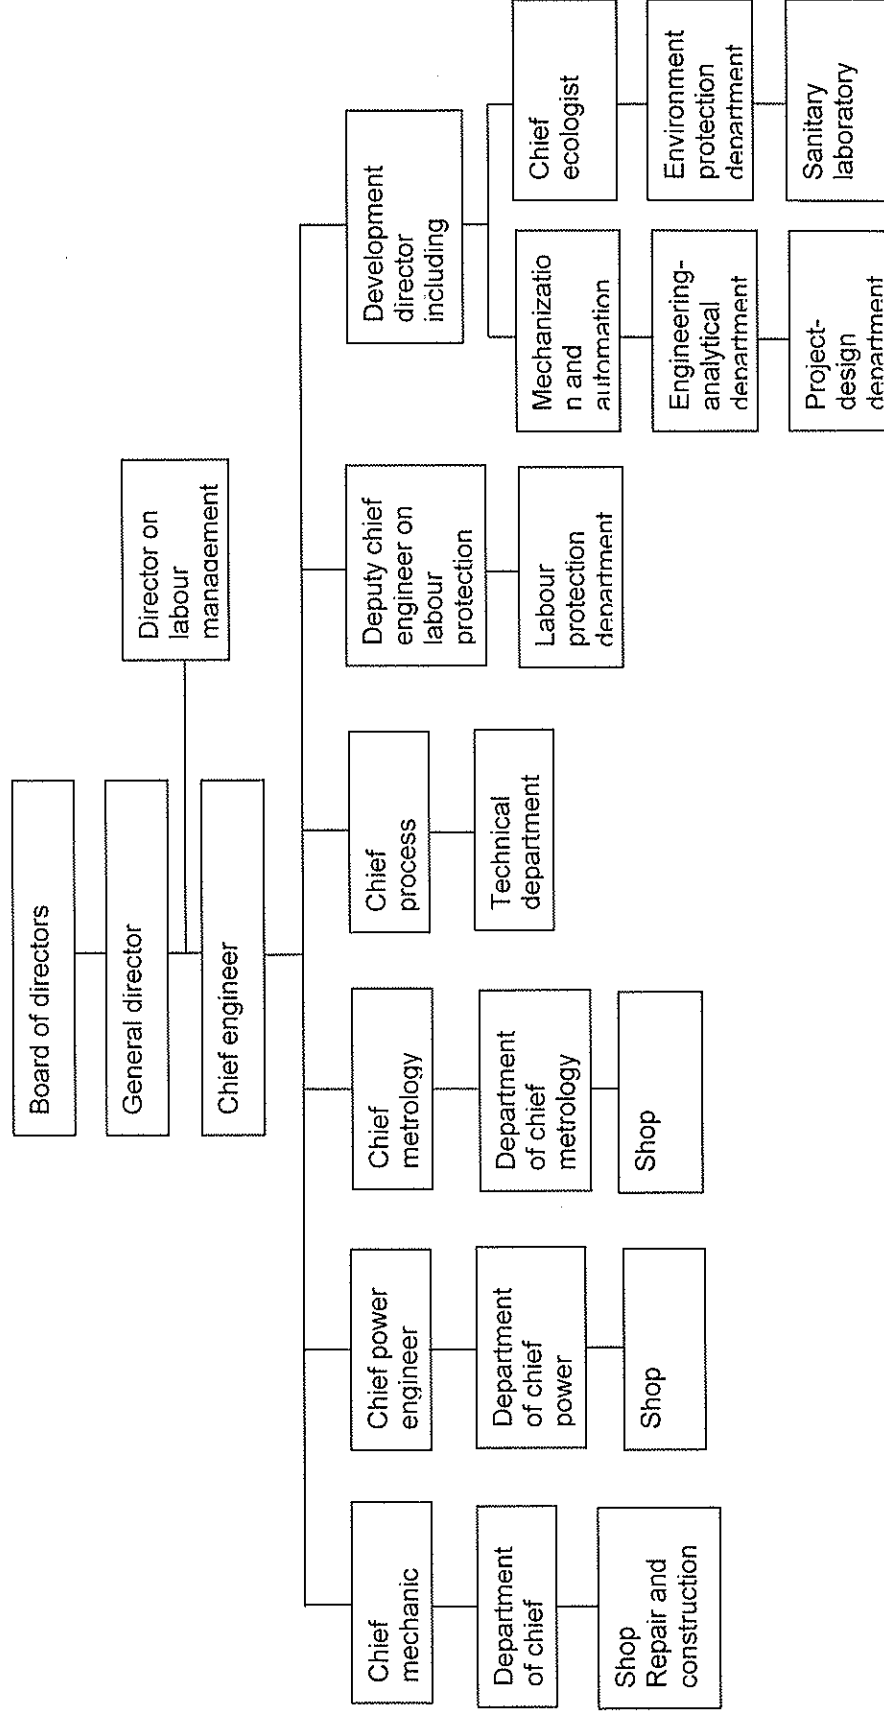 Board of directors
General director
Director on
labour
management
Chief engineer
Chief
mechanic
Chief power
engineer
Chief
metrology
Chief
process
Deputy chief
engineer on
labour
protection
Development
director
including
Department
of chief
Department
of chief
power
Department
of chief
metrology
Technical
department
Labour
protection
department
Mechanizatio
n and
automation
Chief
ecologist
Shop
Repair and
construction
Shop
Shop
Engineering-
analytical
department
Environment
protection
department
Project-
design
department
Sanitary
laboratory